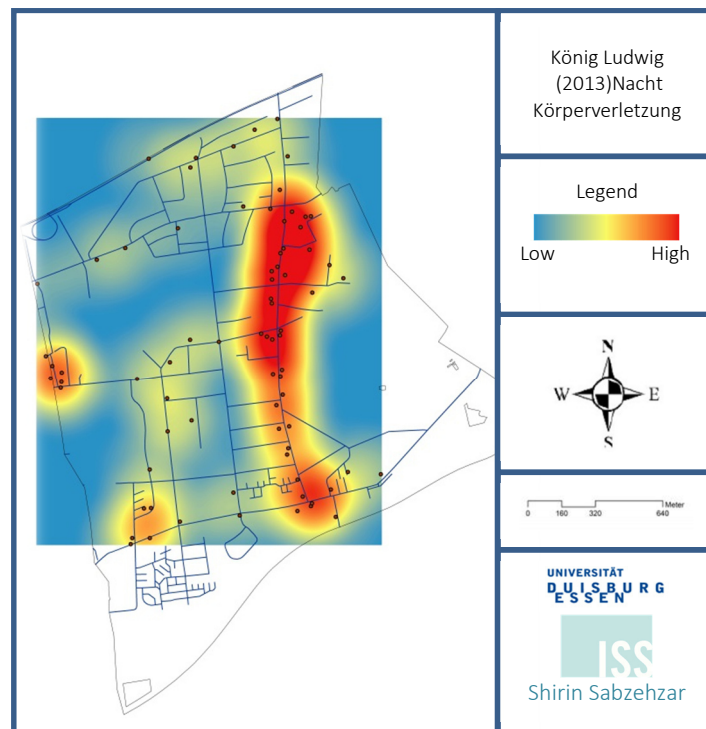 König Ludwig
(2013)Nacht
Körperverletzung
Legend
Low High
N
W E
S
Meter
0 160 320 640
UNIVERSITÄT
DUISBURG
ESSEN
ISS
Shirin Sabzehzar